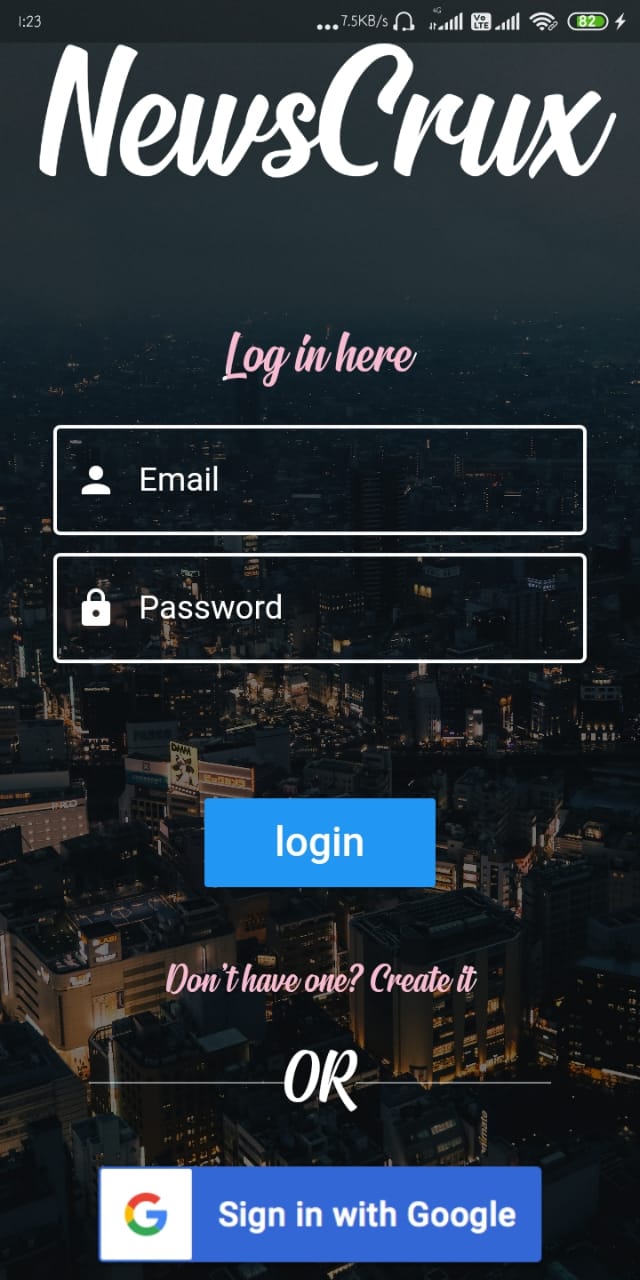 1:23
7.5KB/s
4G
Vo
LTE
82
NewsCrux
Log in here
Email
Password
DMM
login
Don't have one? Create it
OR
Sign in with Google